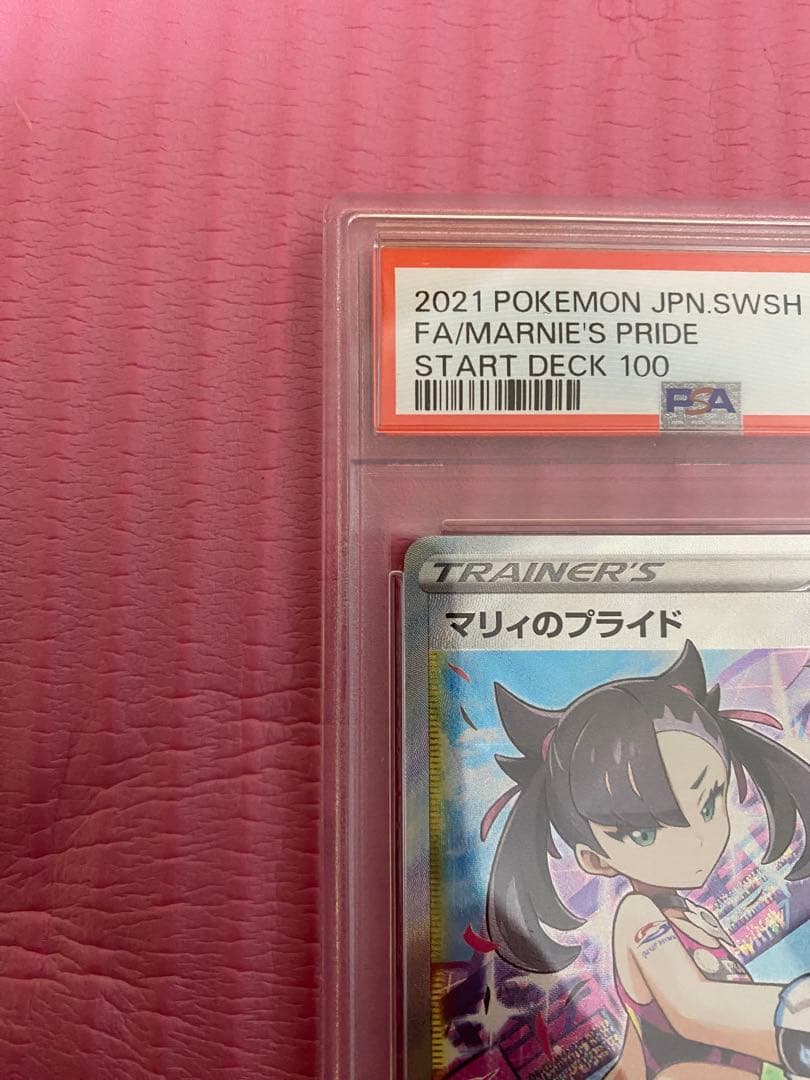 2021 POKEMON JPN.SWSH
FA/MARNIE'S PRIDE
START DECK 100
PSA
TRAINER'S
マリィのプライド